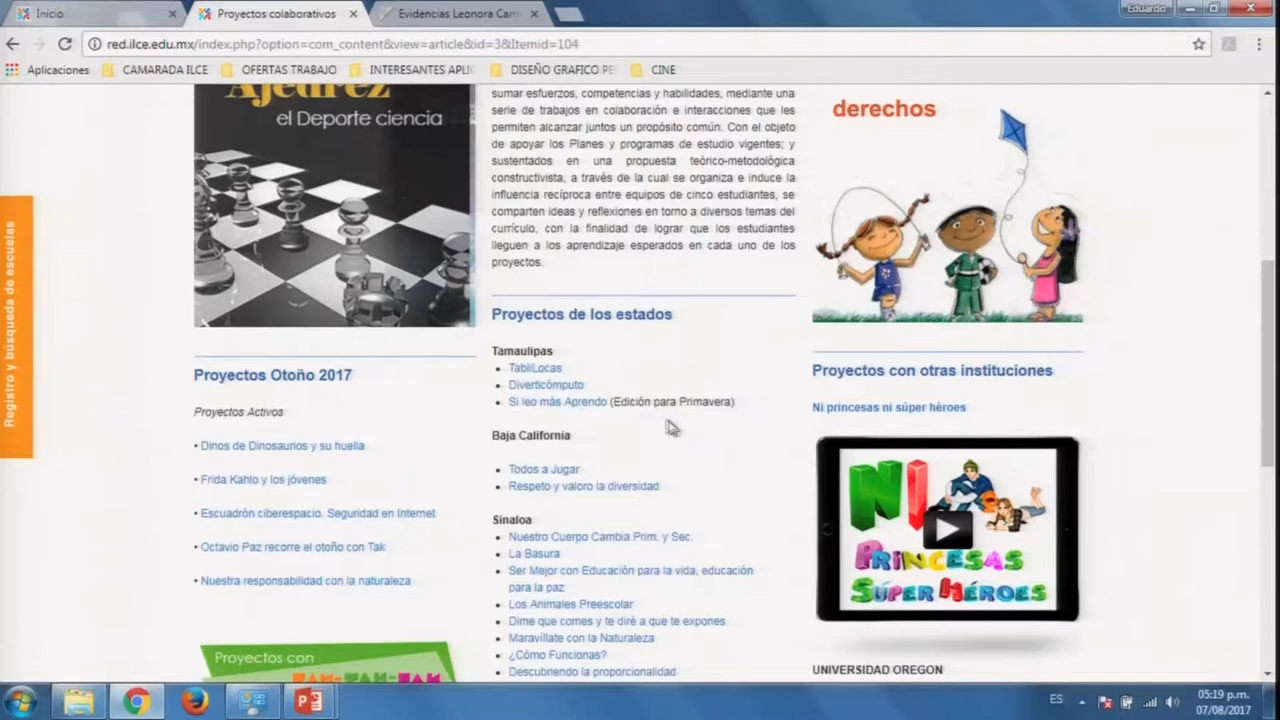 Inicio
Proyectos colaborativos
Evidencias Leonora Carr
Eduardo
red.ilce.edu.mx/index.php?option=com_content&view=article&id=3&Itemid=104
Aplicaciones
CAMARADA ILCE
OFERTAS TRABAJO
INTERESANTES APLIC
DISEÑO GRAFICO PE
CINE
Registro y búsqueda de escuelas
Ajedrez
el Deporte ciencia
Proyectos Otoño 2017
Proyectos Activos
• Dinos de Dinosaurios y su huella
• Frida Kahlo y los jóvenes
• Escuadrón ciberespacio. Seguridad en Internet
• Octavio Paz recorre el otoño con Tak
• Nuestra responsabilidad con la naturaleza
Proyectos con
sumar esfuerzos, competencias y habilidades, mediante una
serie de trabajos en colaboración e interacciones que les
permiten alcanzar juntos un propósito común. Con el objeto
de apoyar los Planes y programas de estudio vigentes; y
sustentados en una propuesta teórico-metodológica
constructivista, a través de la cual se organiza e induce la
influencia recíproca entre equipos de cinco estudiantes, se
comparten ideas y reflexiones en torno a diversos temas del
currículo, con la finalidad de lograr que los estudiantes
lleguen a los aprendizaje esperados en cada uno de los
proyectos.
Proyectos de los estados
Tamaulipas
• TabliLocas
• Diverticómputo
• Si leo más Aprendo (Edición para Primavera)
Baja California
• Todos a Jugar
• Respeto y valoro la diversidad
Sinaloa
• Nuestro Cuerpo Cambia Prim. y Sec.
• La Basura
• Ser Mejor con Educación para la vida, educación
para la paz
• Los Animales Preescolar
• Dime que comes y te diré a que te expones
• Maravíllate con la Naturaleza
• ¿Cómo Funcionas?
• Descubriendo la proporcionalidad
derechos
Proyectos con otras instituciones
Ni princesas ni súper héroes
NI
PRINCESAS
SÚPER HÉROES
UNIVERSIDAD OREGON
ES
05:19 p.m.
07/08/2017